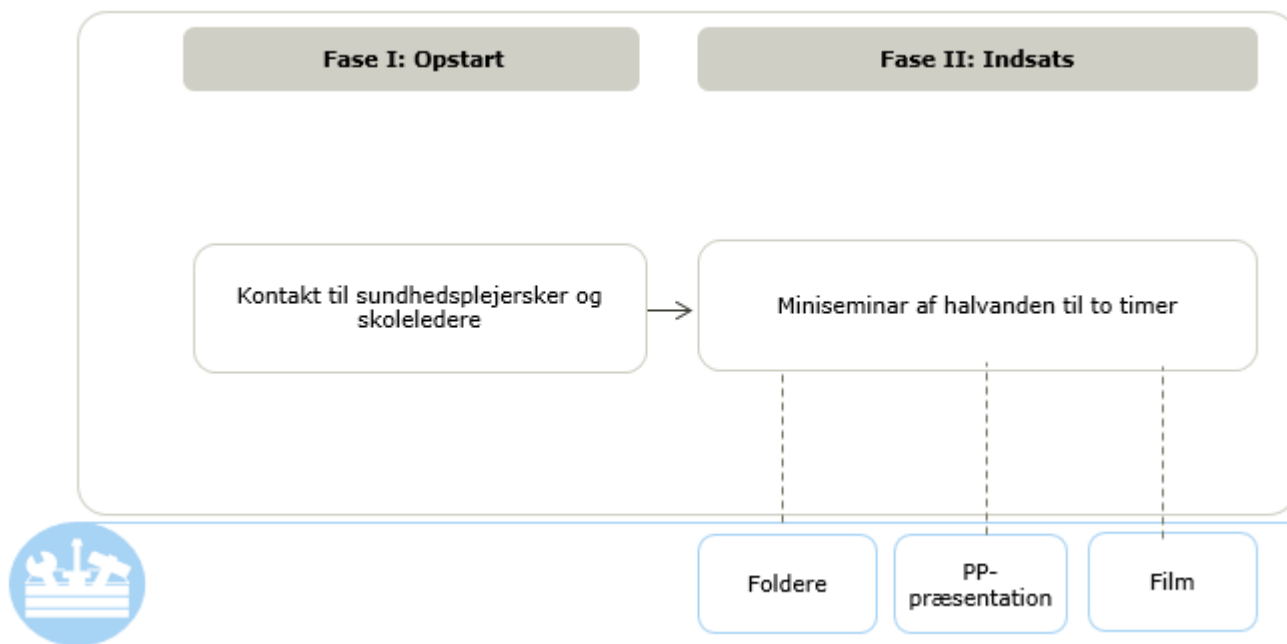 Fase I: Opstart
Fase II: Indsats
Kontakt til sundhedsplejersker og
skoleledere
Miniseminar af halvanden til to timer
Foldere
PP-
præsentation
Film